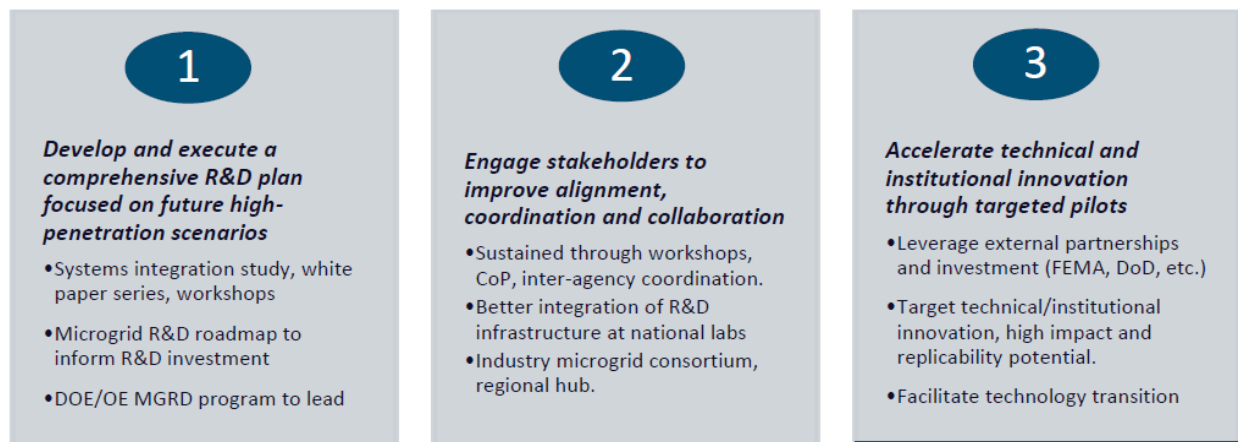 1
Develop and execute a
comprehensive R&D plan
focused on future high-
penetration scenarios
•Systems integration study, white
paper series, workshops
•Microgrid R&D roadmap to
inform R&D investment
•DOE/OE MGRD program to lead
2
Engage stakeholders to
improve alignment,
coordination and collaboration
•Sustained through workshops,
CoP, inter-agency coordination.
•Better integration of R&D
infrastructure at national labs
•Industry microgrid consortium,
regional hub.
3
Accelerate technical and
institutional innovation
through targeted pilots
•Leverage external partnerships
and investment (FEMA, DoD, etc.)
•Target technical/institutional
innovation, high impact and
replicability potential.
•Facilitate technology transition